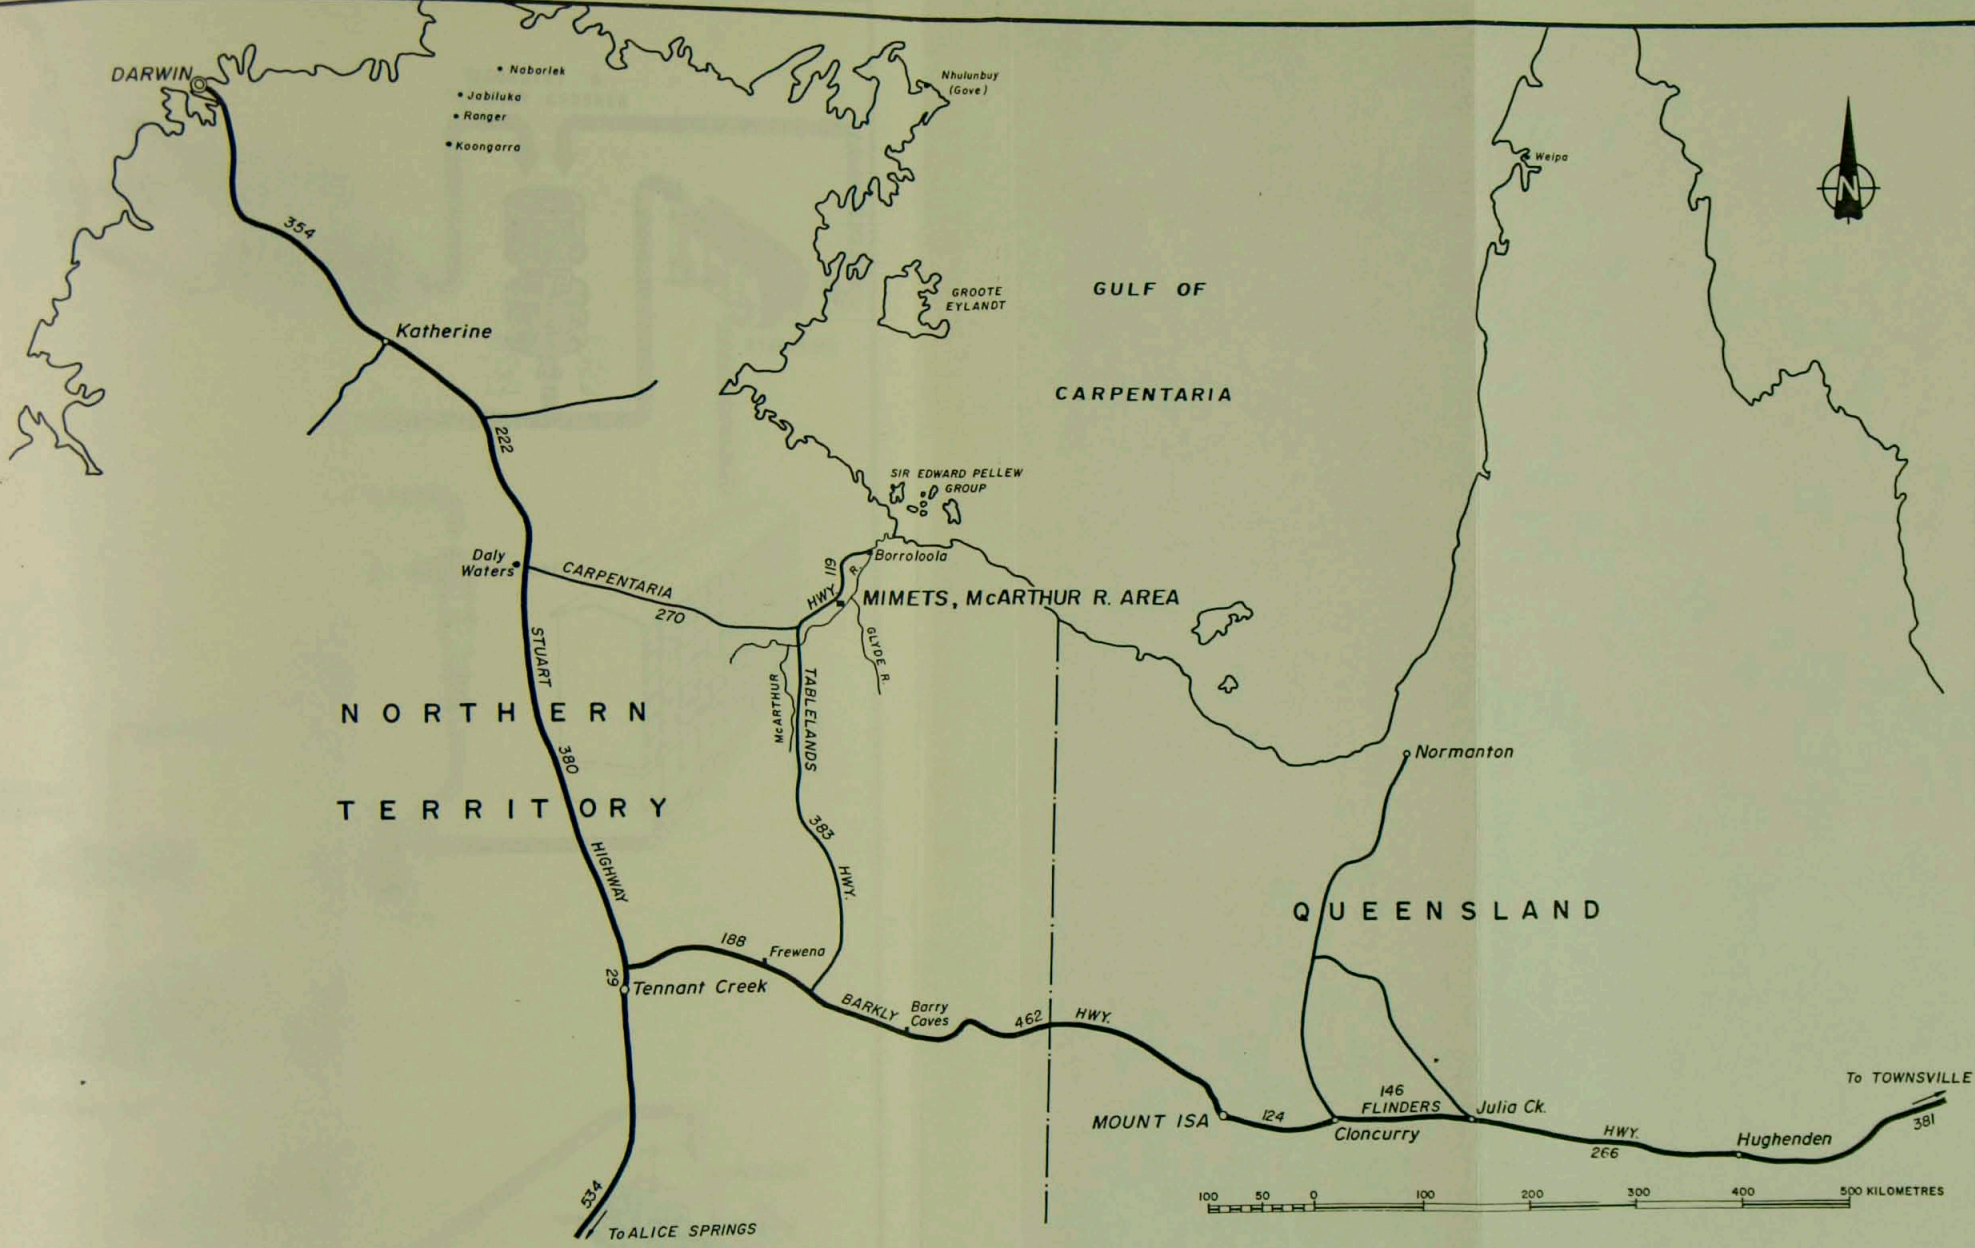 DARWIN
Nabarlek
Jabiluka
Ranger
Koongarra
Nhulunbuy
(Gove)
Weipa
N
354
GULF OF
GROOTE
EYLANDT
Katherine
CARPENTARIA
222
SIR EDWARD PELLEW
GROUP
Daly
Waters
CARPENTARIA
270
HWY.
119
R.
Borroloola
MIMETS, McARTHUR R. AREA
GLYDE R.
McARTHUR
STUART
TABLELANDS
NORTHERN
380
Normanton
TERRITORY
383
HIGHWAY
HWY.
QUEENSLAND
188
Frewena
29
Tennant Creek
BARKLY
Barry
Caves
462
HWY.
To TOWNSVILLE
381
MOUNT ISA
124
146
FLINDERS
Julia Ck.
Cloncurry
HWY.
266
Hughenden
534
To ALICE SPRINGS
100 50 0 100 200 300 400 500 KILOMETRES